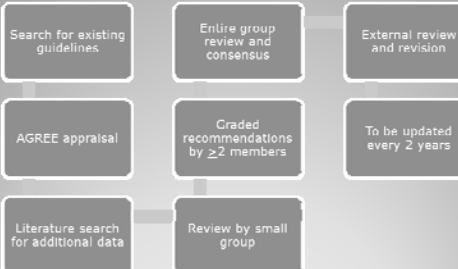 Search for existing
guidelines
AGREE appraisal
Literature search
for additional data
Review by small
group
Graded
recommendations
by ≥2 members
Entire group
review and
consensus
External review
and revision
To be updated
every 2 years